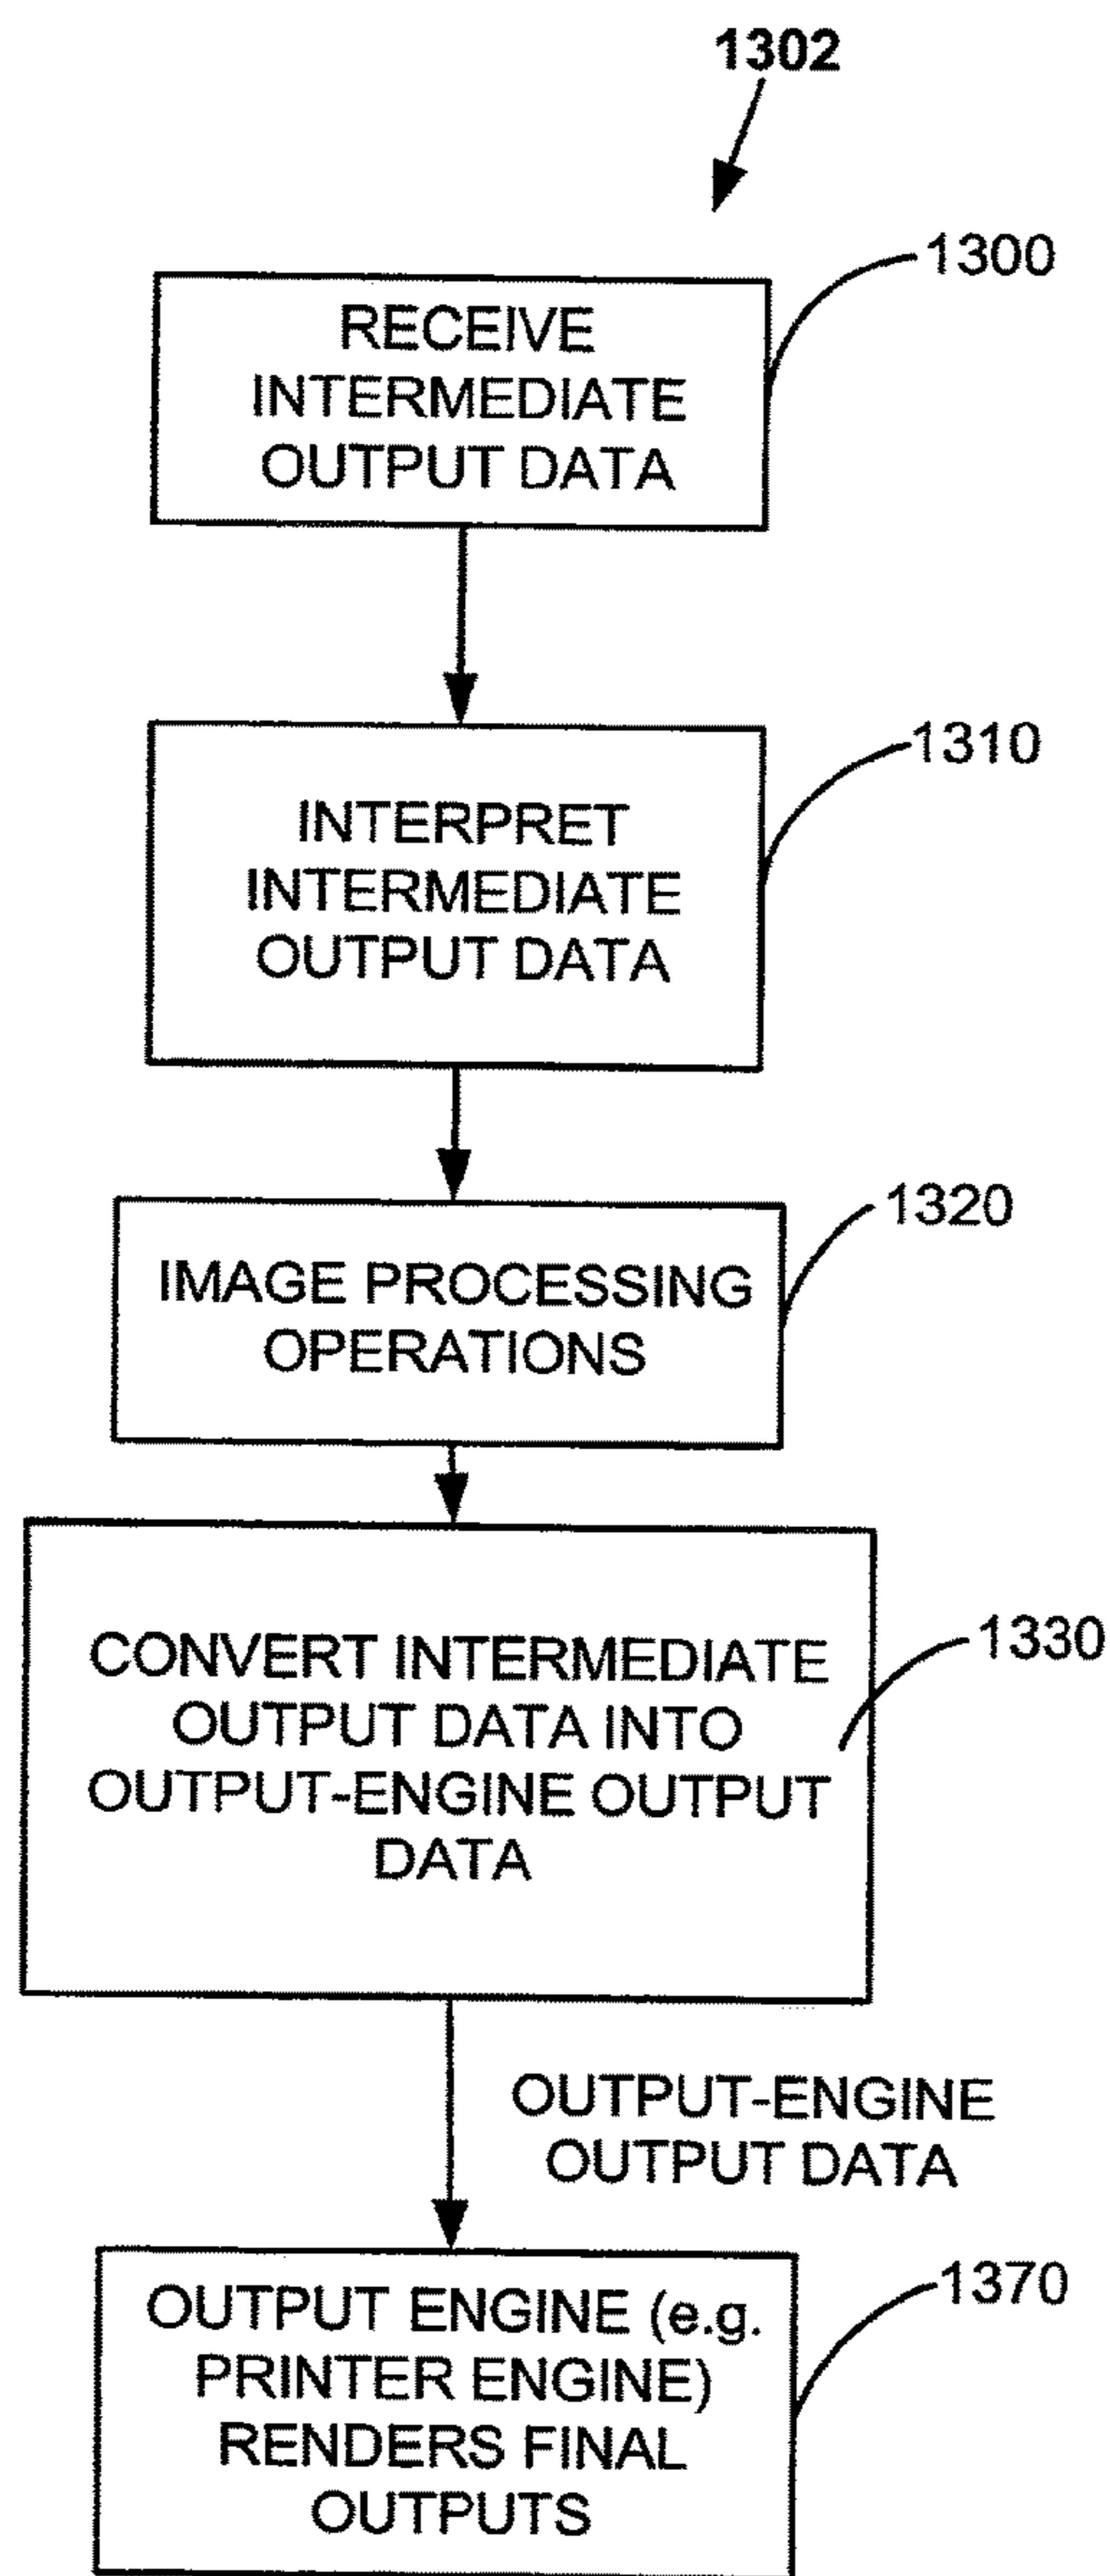 1302
1300
RECEIVE
INTERMEDIATE
OUTPUT DATA
1310
INTERPRET
INTERMEDIATE
OUTPUT DATA
1320
IMAGE PROCESSING
OPERATIONS
1330
CONVERT INTERMEDIATE
OUTPUT DATA INTO
OUTPUT-ENGINE OUTPUT
DATA
OUTPUT-ENGINE
OUTPUT DATA
1370
OUTPUT ENGINE (e.g.
PRINTER ENGINE)
RENDERS FINAL
OUTPUTS